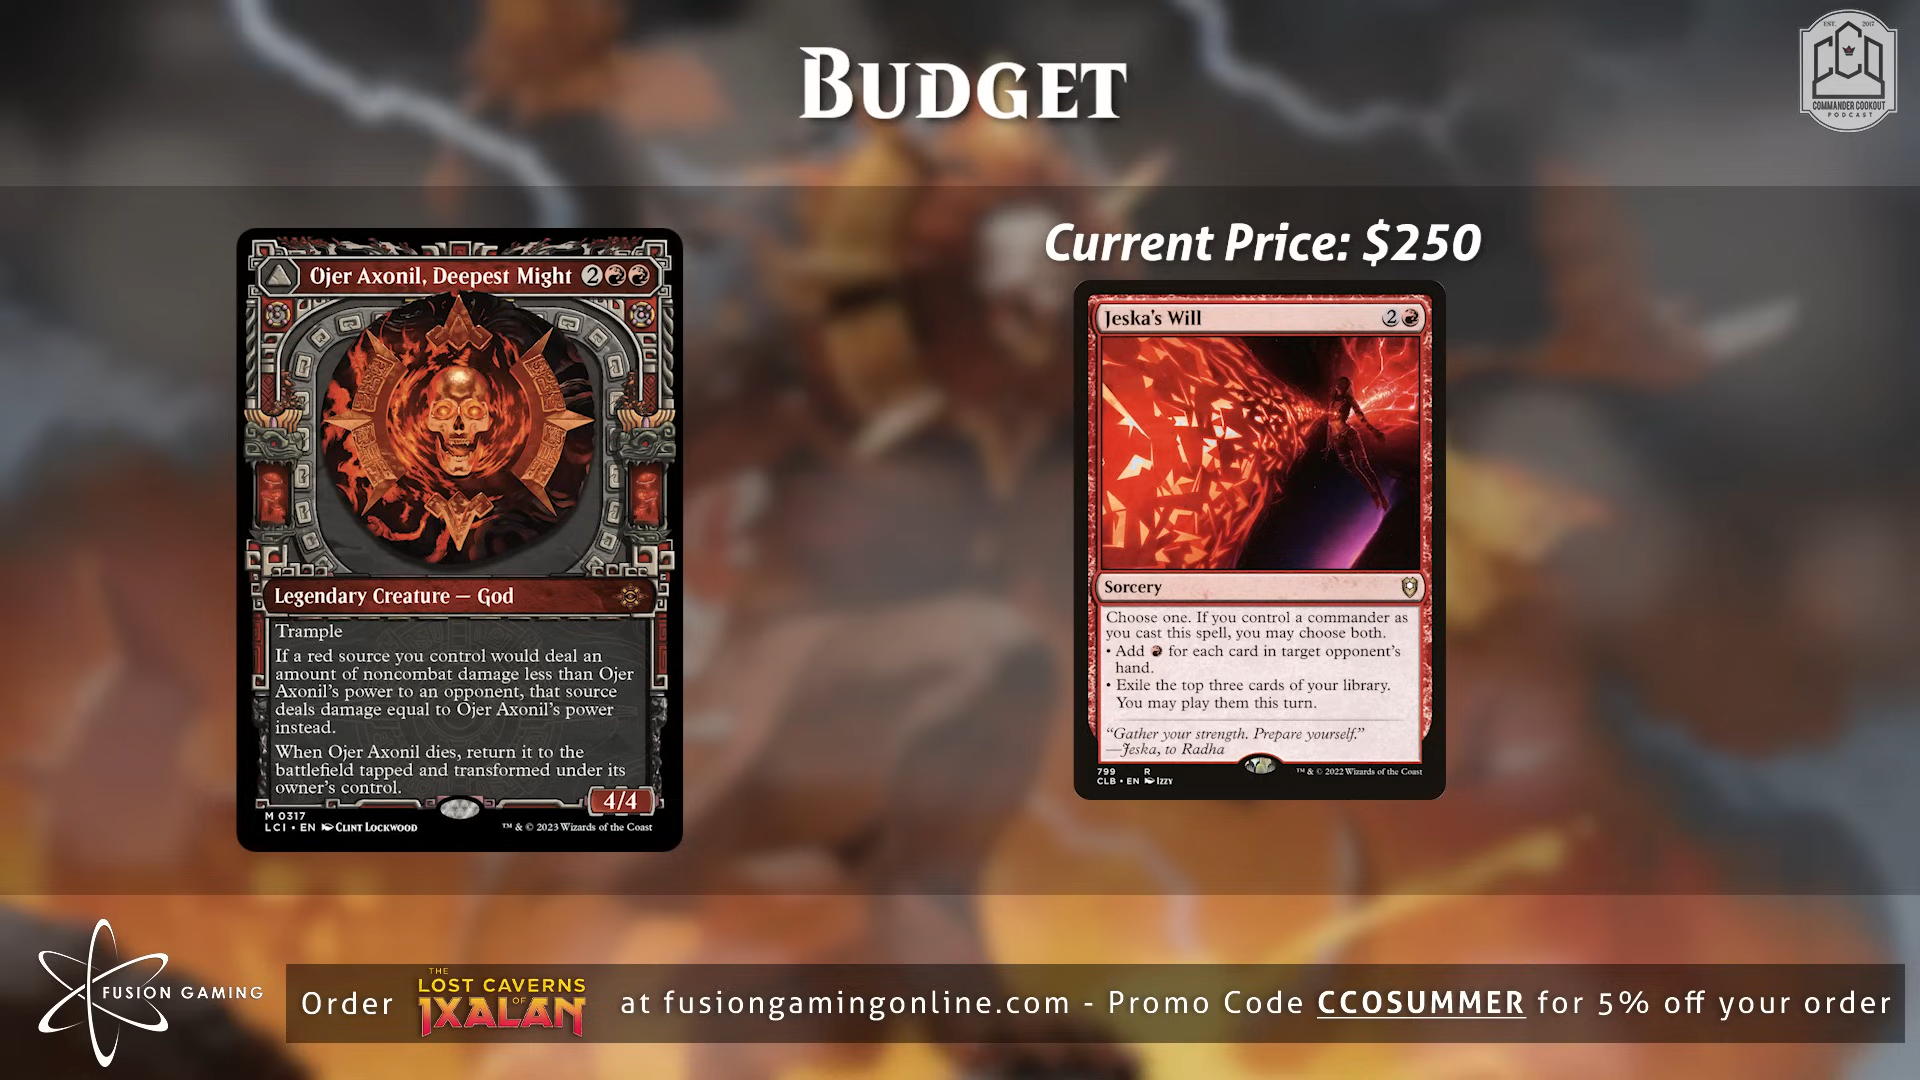 BUDGET
EST. 2017
CCO
COMMANDER COOKOUT
PODCAST
Current Price: $250
Ojer Axonil, Deepest Might 2
Legendary Creature — God
Trample
If a red source you control would deal an
amount of noncombat damage less than Ojer
Axonil's power to an opponent, that source
deals damage equal to Ojer Axonil's power
instead.
When Ojer Axonil dies, return it to the
battlefield tapped and transformed under its
owner's control.
4/4
M 0317
LCI • EN CLINT LOCKWOOD
™ & © 2023 Wizards of the Coast
Jeska's Will 2
Sorcery
Choose one. If you control a commander as
you cast this spell, you may choose both.
• Add for each card in target opponent's
hand.
• Exile the top three cards of your library.
You may play them this turn.
"Gather your strength. Prepare yourself."
—Jeska, to Radha
799 R
CLB • EN IZZY
™ & © 2022 Wizards of the Coast
FUSION GAMING
Order THE LOST CAVERNS OF IXALAN at fusiongamingonline.com - Promo Code CCOSUMMER for 5% off your order